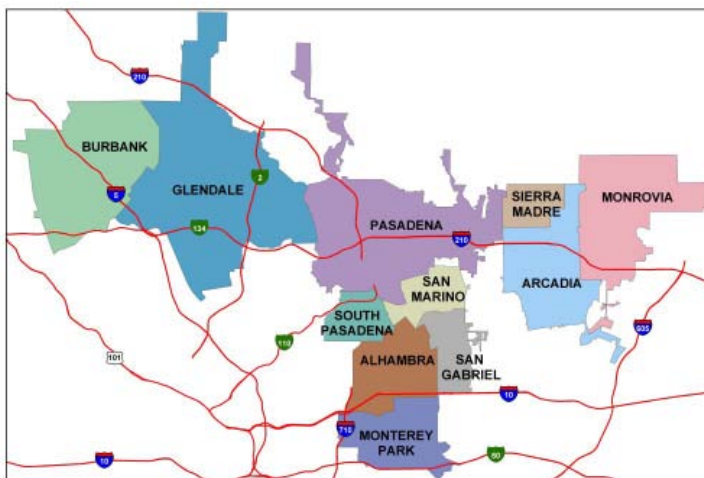 210
BURBANK
GLENDALE
2
5
134
PASADENA
210
SIERRA
MADRE
MONROVIA
ARCADIA
SAN
MARINO
SOUTH
PASADENA
110
605
101
ALHAMBRA
SAN
GABRIEL
10
710
MONTEREY
PARK
10
60